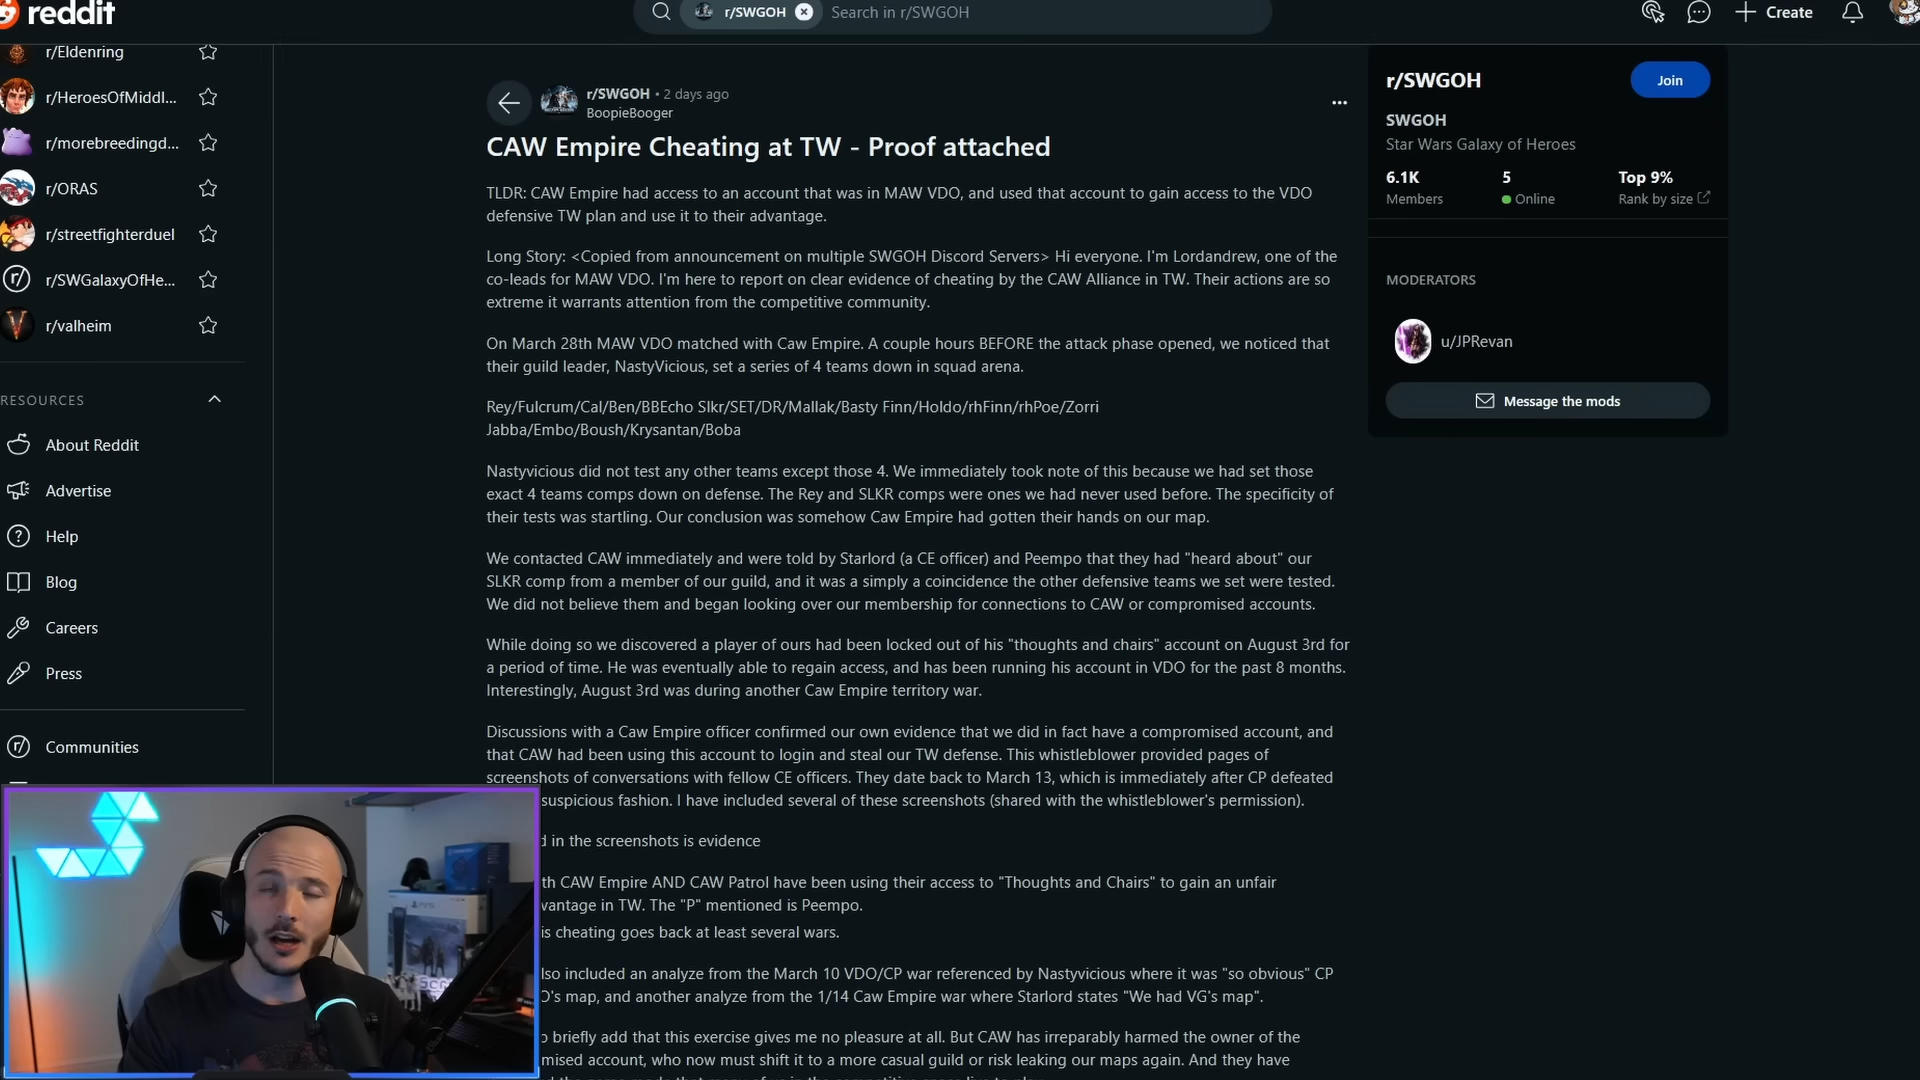 reddit
r/SWGOH
Search in r/SWGOH
Create
r/Eldenring
r/HeroesOfMiddl...
r/morebreedingd...
r/ORAS
r/streetfighterduel
r/SWGalaxyOfHe...
r/valheim
RESOURCES
About Reddit
Advertise
Help
Blog
Careers
Press
Communities
r/SWGOH • 2 days ago
BoopieBooger
CAW Empire Cheating at TW - Proof attached
TLDR: CAW Empire had access to an account that was in MAW VDO, and used that account to gain access to the VDO
defensive TW plan and use it to their advantage.
Long Story: <Copied from announcement on multiple SWGOH Discord Servers> Hi everyone. I'm Lordandrew, one of the
co-leads for MAW VDO. I'm here to report on clear evidence of cheating by the CAW Alliance in TW. Their actions are so
extreme it warrants attention from the competitive community.
On March 28th MAW VDO matched with Caw Empire. A couple hours BEFORE the attack phase opened, we noticed that
their guild leader, NastyVicious, set a series of 4 teams down in squad arena.
Rey/Fulcrum/Cal/Ben/BBEcho Slkr/SET/DR/Mallak/Basty Finn/Holdo/rhFinn/rhPoe/Zorri
Jabba/Embo/Boush/Krysantan/Boba
Nastyvicious did not test any other teams except those 4. We immediately took note of this because we had set those
exact 4 teams comps down on defense. The Rey and SLKR comps were ones we had never used before. The specificity of
their tests was startling. Our conclusion was somehow Caw Empire had gotten their hands on our map.
We contacted CAW immediately and were told by Starlord (a CE officer) and Peempo that they had "heard about" our
SLKR comp from a member of our guild, and it was a simply a coincidence the other defensive teams we set were tested.
We did not believe them and began looking over our membership for connections to CAW or compromised accounts.
While doing so we discovered a player of ours had been locked out of his "thoughts and chairs" account on August 3rd for
a period of time. He was eventually able to regain access, and has been running his account in VDO for the past 8 months.
Interestingly, August 3rd was during another Caw Empire territory war.
Discussions with a Caw Empire officer confirmed our own evidence that we did in fact have a compromised account, and
that CAW had been using this account to login and steal our TW defense. This whistleblower provided pages of
screenshots of conversations with fellow CE officers. They date back to March 13, which is immediately after CP defeated
suspicious fashion. I have included several of these screenshots (shared with the whistleblower's permission).
d in the screenshots is evidence
th CAW Empire AND CAW Patrol have been using their access to "Thoughts and Chairs" to gain an unfair
vantage in TW. The "P" mentioned is Peempo.
is cheating goes back at least several wars.
lso included an analyze from the March 10 VDO/CP war referenced by Nastyvicious where it was "so obvious" CP
O's map, and another analyze from the 1/14 Caw Empire war where Starlord states "We had VG's map".
briefly add that this exercise gives me no pleasure at all. But CAW has irreparably harmed the owner of the
mised account, who now must shift it to a more casual guild or risk leaking our maps again. And they have
r/SWGOH
Join
SWGOH
Star Wars Galaxy of Heroes
6.1K 5 Top 9%
Members Online Rank by size
MODERATORS
u/JPRevan
Message the mods